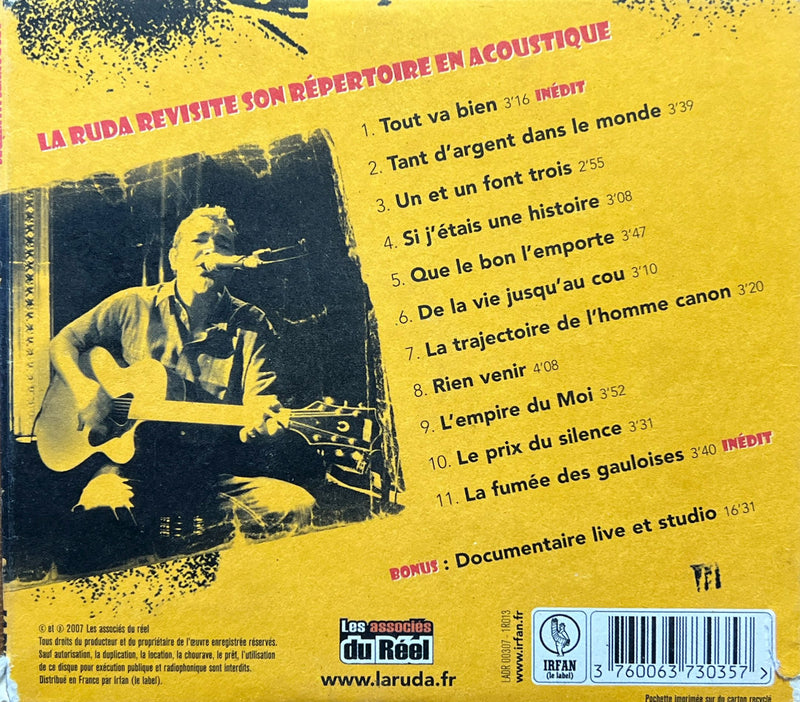 LA RUDA REVISITE SON RÉPERTOIRE EN ACOUSTIQUE
1. Tout va bien 3'16 INÉDIT
2. Tant d'argent dans le monde 3'39
3. Un et un font trois 2'55
4. Si j'étais une histoire 3'08
5. Que le bon l'emporte 3'47
6. De la vie jusqu'au cou 3'10
7. La trajectoire de l'homme canon 3'20
8. Rien venir 4'08
9. L'empire du Moi 3'52
10. Le prix du silence 3'31
11. La fumée des gauloises 3'40 INÉDIT
BONUS : Documentaire live et studio 16'31
© et ℗ 2007 Les associés du réel
Tous droits du producteur et du propriétaire de l'œuvre enregistrée réservés.
Sauf autorisation, la duplication, la location, la chourave, le prêt, l'utilisation
de ce disque pour exécution publique et radiophonique sont interdits.
Distribué en France par Irfan (le label).
Les associés
du Réel
www.laruda.fr
LADR 00307 - 1R013
www.irfan.fr
IRFAN
(le label)
3 760063 730357 >
Pochette imprimée sur du carton recyclé